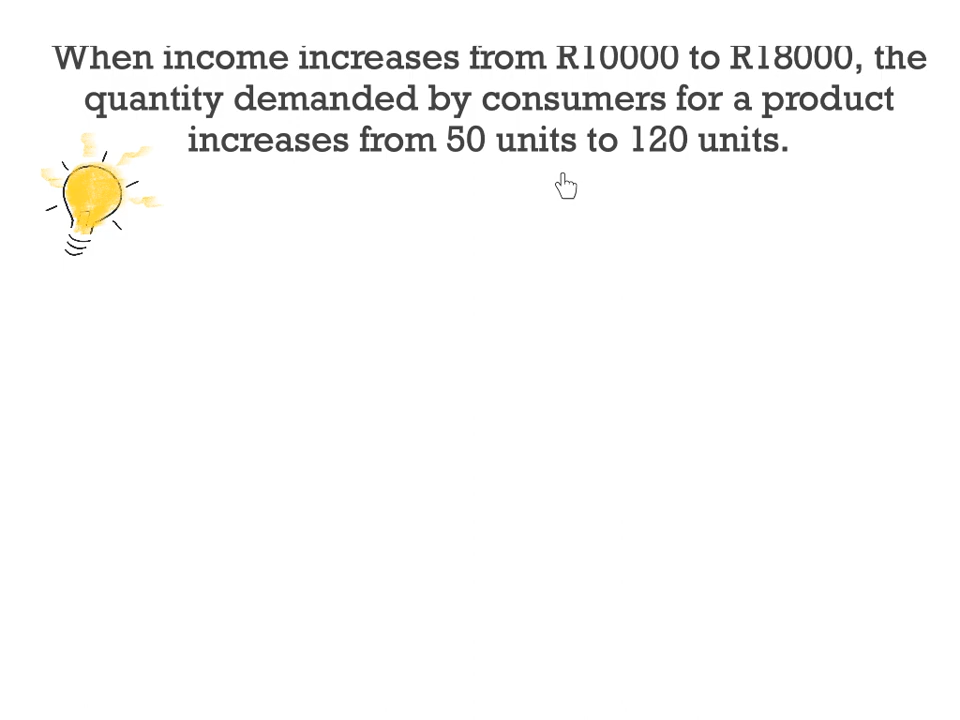 When income increases from R10000 to R18000, the
quantity demanded by consumers for a product
increases from 50 units to 120 units.